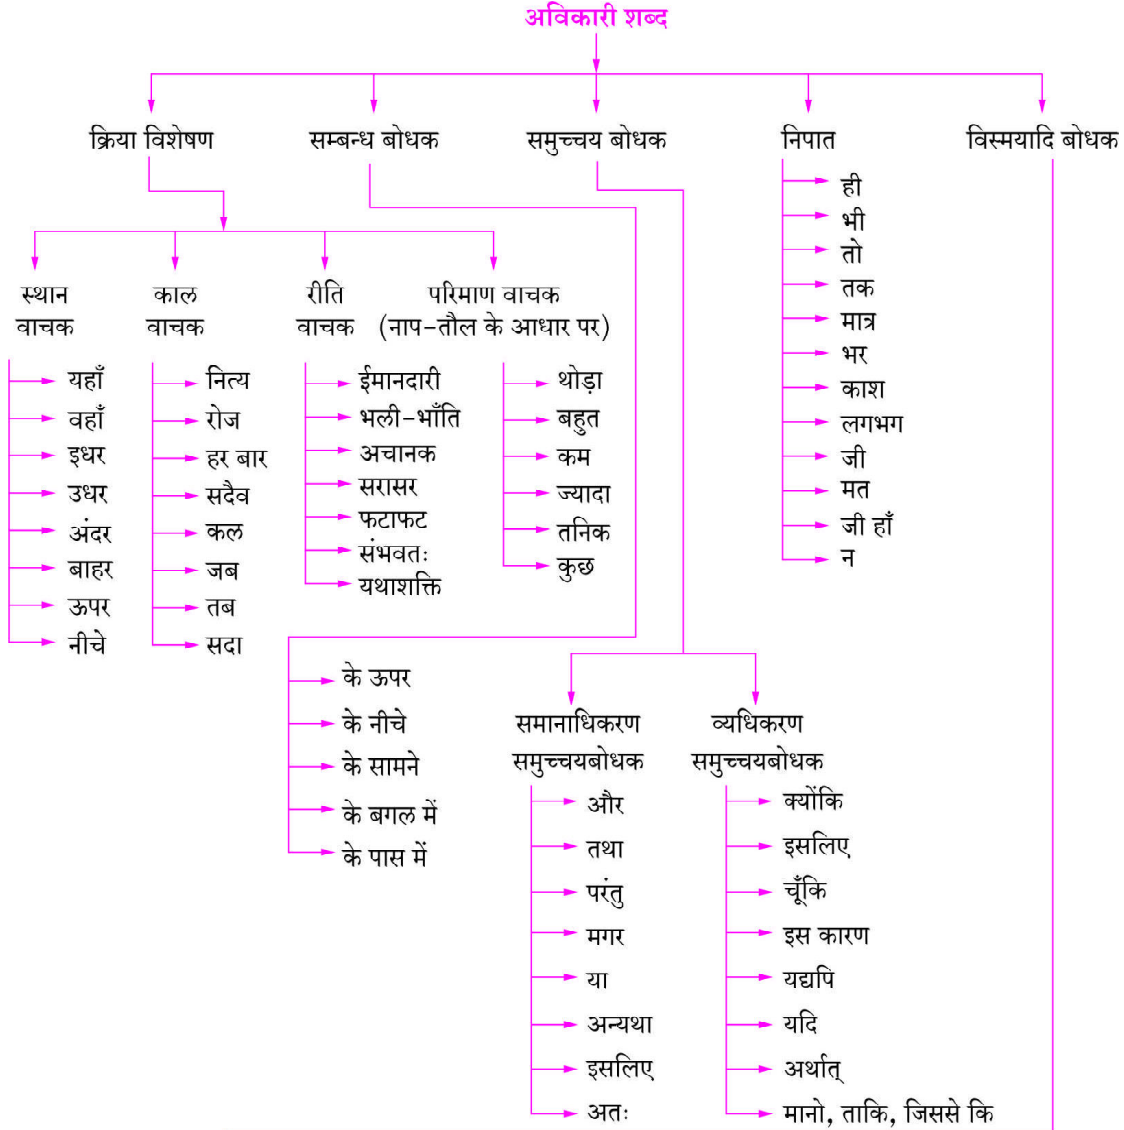 अविकारी शब्द
क्रिया विशेषण
सम्बन्ध बोधक
समुच्चय बोधक
निपात
विस्मयादि बोधक
ही
भी
तो
तक
मात्र
भर
काश
लगभग
जी
मत
जी हाँ
न
स्थान
वाचक
यहाँ
वहाँ
इधर
उधर
अंदर
बाहर
ऊपर
नीचे
काल
वाचक
नित्य
रोज
हर बार
सदैव
कल
जब
तब
सदा
रीति
वाचक
ईमानदारी
भली-भाँति
अचानक
सरासर
फटाफट
संभवतः
यथाशक्ति
परिमाण वाचक
(नाप-तौल के आधार पर)
थोड़ा
बहुत
कम
ज्यादा
तनिक
कुछ
के ऊपर
के नीचे
के सामने
के बगल में
के पास में
समानाधिकरण
समुच्चयबोधक
और
तथा
परंतु
मगर
या
अन्यथा
इसलिए
अतः
व्यधिकरण
समुच्चयबोधक
क्योंकि
इसलिए
चूँकि
इस कारण
यद्यपि
यदि
अर्थात्
मानो, ताकि, जिससे कि